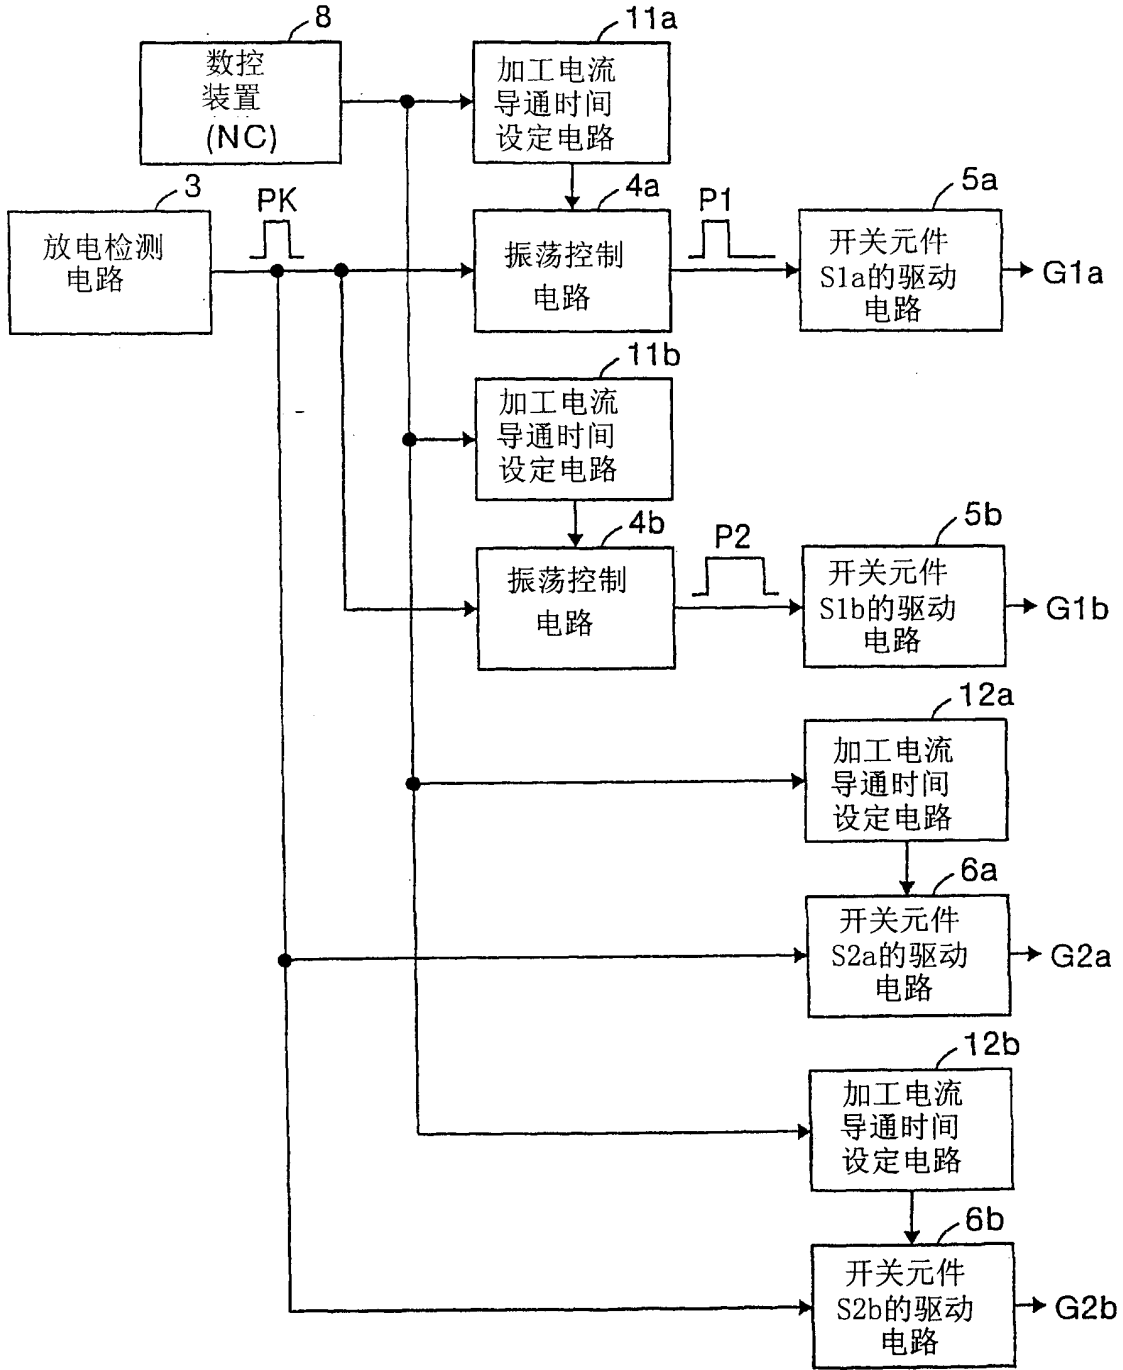 8
数控
装置
(NC)
11a
加工电流
导通时间
设定电路
3
放电检测
电路
PK
4a
振荡控制
电路
P1
5a
开关元件
S1a的驱动
电路
G1a
11b
加工电流
导通时间
设定电路
4b
振荡控制
电路
P2
5b
开关元件
S1b的驱动
电路
G1b
12a
加工电流
导通时间
设定电路
6a
开关元件
S2a的驱动
电路
G2a
12b
加工电流
导通时间
设定电路
6b
开关元件
S2b的驱动
电路
G2b